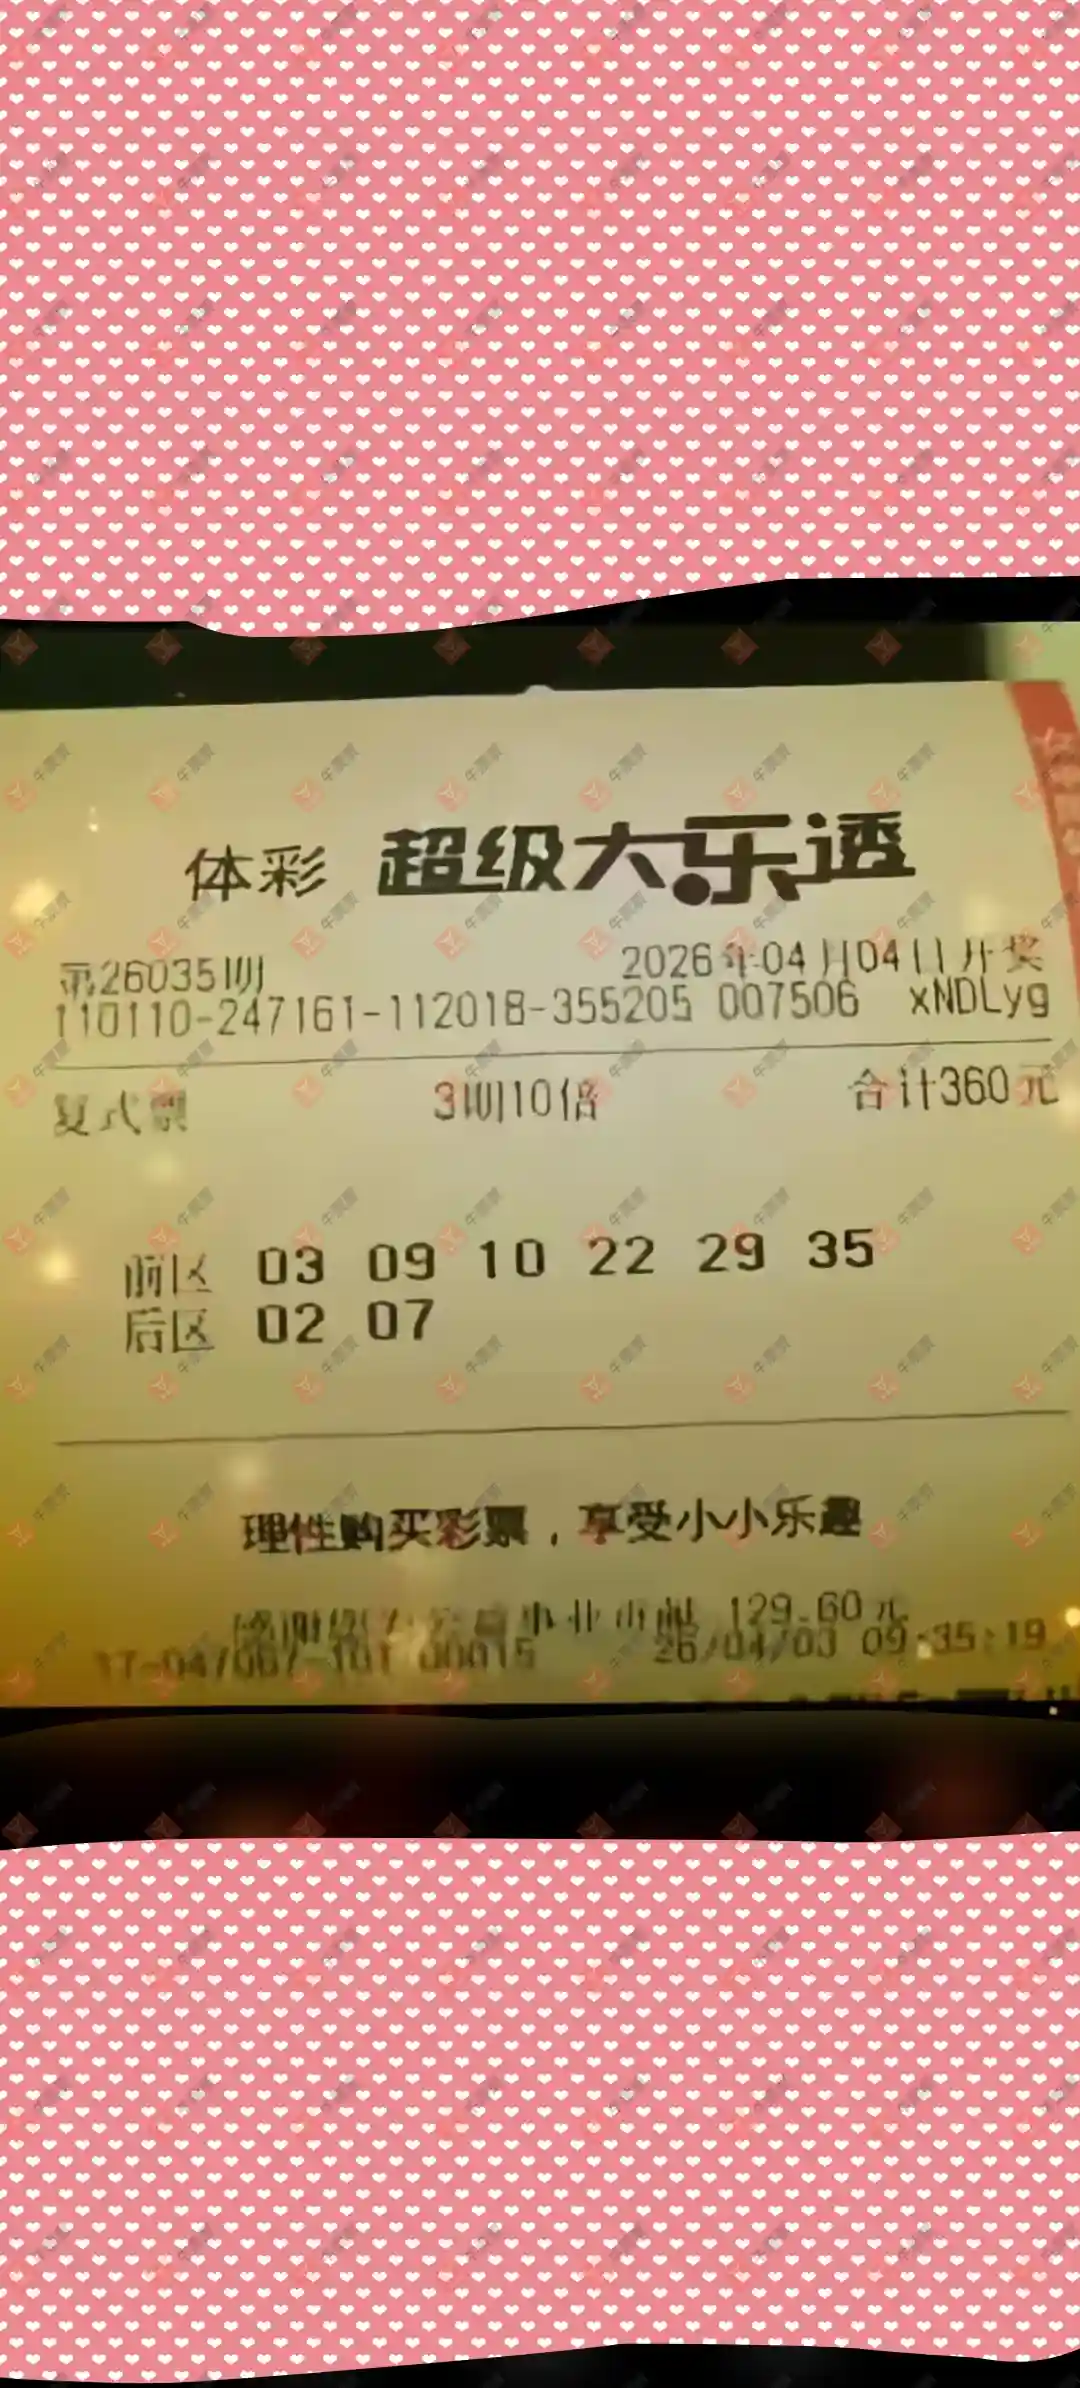 体彩 超级大乐透
第26035期 2026年04月04日开奖
110110-247161-112018-355205 007506 xNDLyg
复式票 3期10倍 合计360元
前区 03 09 10 22 29 35
后区 02 07
理性购买彩票，享受小小乐趣
129.60元
26/04/03 09:35:19